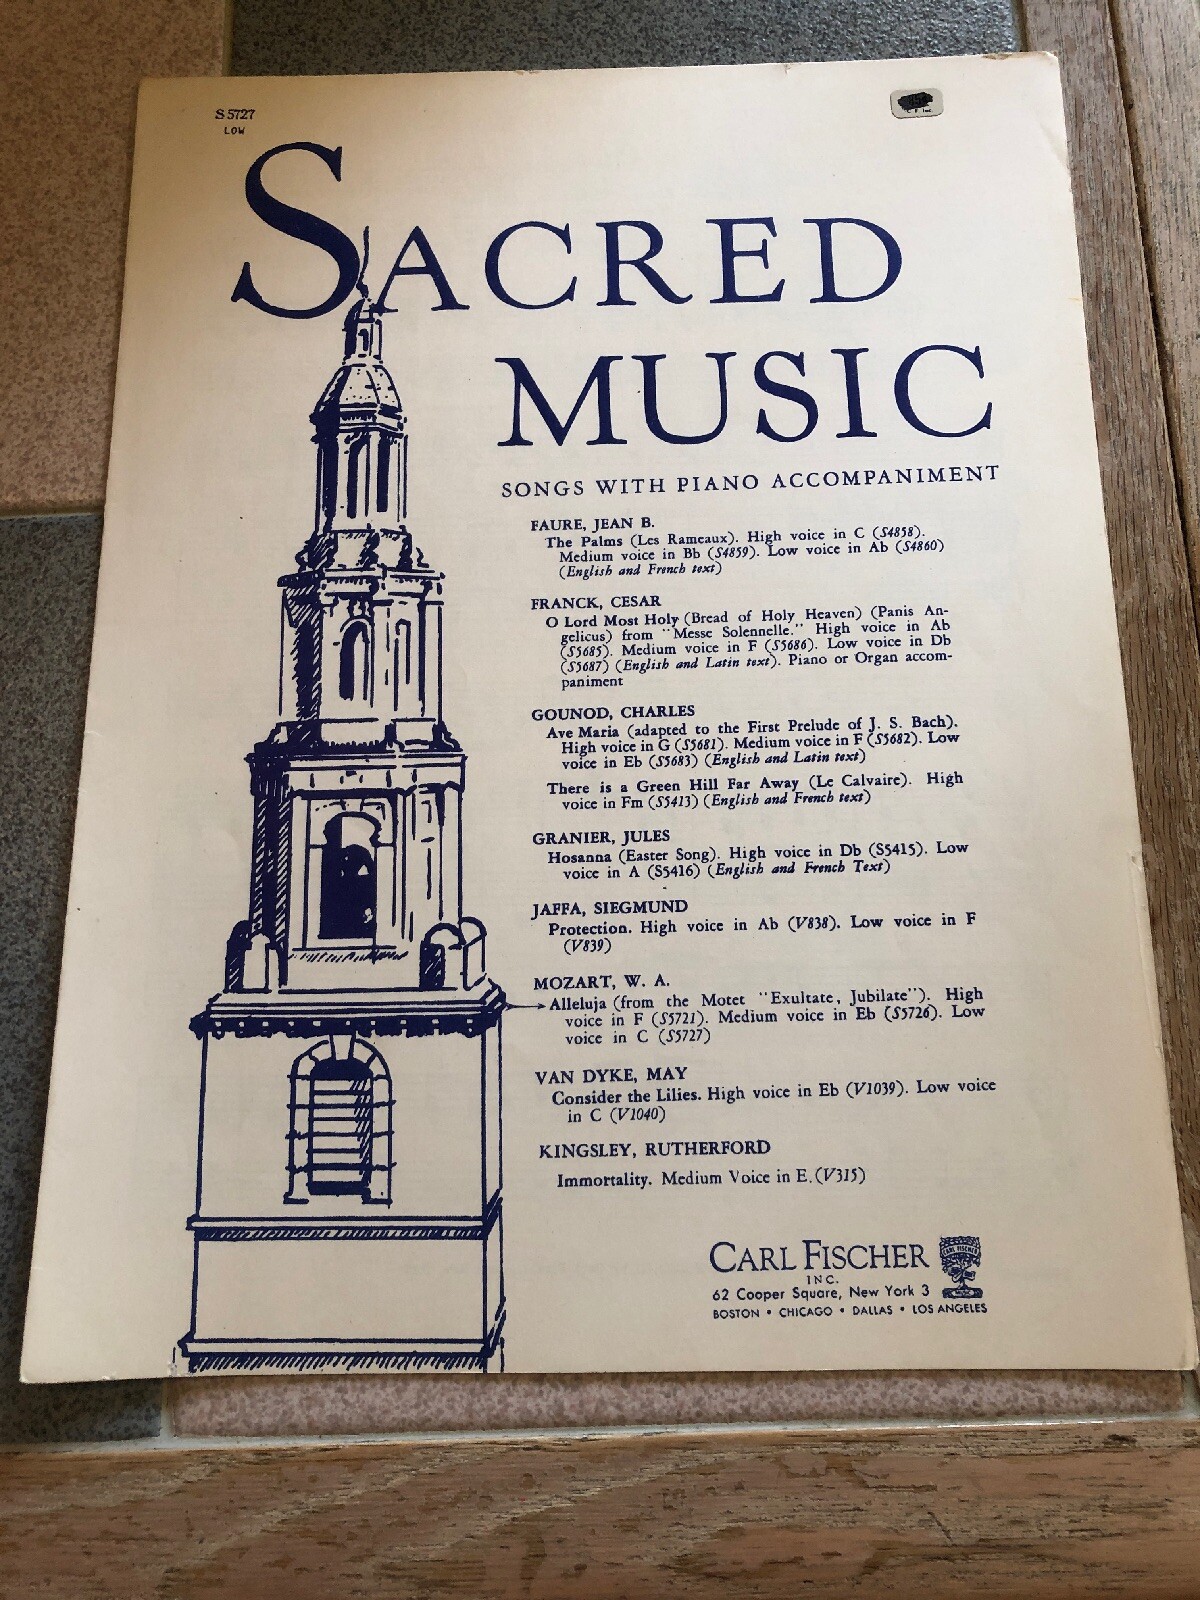 S 5727
LOW
SACRED
MUSIC
SONGS WITH PIANO ACCOMPANIMENT
FAURE, JEAN B.
The Palms (Les Rameaux). High voice in C (S4858).
Medium voice in Bb (S4859). Low voice in Ab (S4860)
(English and French text)
FRANCK, CESAR
O Lord Most Holy (Bread of Holy Heaven) (Panis An-
gelicus) from "Messe Solennelle." High voice in Ab
(S5685). Medium voice in F (S5686). Low voice in Db
(S5687) (English and Latin text). Piano or Organ accom-
paniment
GOUNOD, CHARLES
Ave Maria (adapted to the First Prelude of J. S. Bach).
High voice in G (S5681). Medium voice in F (S5682). Low
voice in Eb (S5683) (English and Latin text)
There is a Green Hill Far Away (Le Calvaire). High
voice in Fm (S5413) (English and French text)
GRANIER, JULES
Hosanna (Easter Song). High voice in Db (S5415). Low
voice in A (S5416) (English and French Text)
JAFFA, SIEGMUND
Protection. High voice in Ab (V838). Low voice in F
(V839)
MOZART, W. A.
Alleluja (from the Motet "Exultate, Jubilate"). High
voice in F (S5721). Medium voice in Eb (S5726). Low
voice in C (S5727)
VAN DYKE, MAY
Consider the Lilies. High voice in Eb (V1039). Low voice
in C (V1040)
KINGSLEY, RUTHERFORD
Immortality. Medium Voice in E. (V315)
CARL FISCHER
INC.
62 Cooper Square, New York 3
BOSTON • CHICAGO • DALLAS • LOS ANGELES
CARL FISCHER
MUSIC